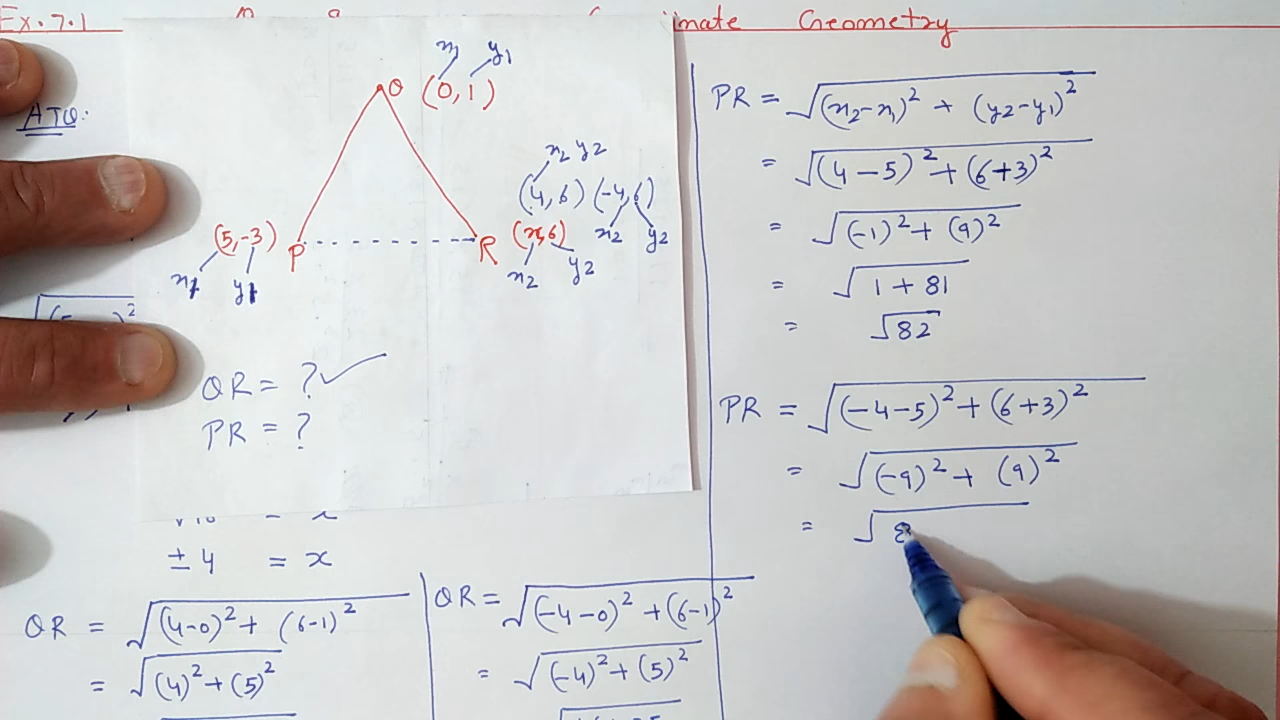 Ex. 7.1 Geometry
ATQ:
x₁ y₁
Q (0, 1)
x₂ y₂
(4, 6) (-4, 6)
x₂ y₂
(5, -3) P R (x, 6)
x₁ y₁ x₂ y₂
QR = ? ✓
PR = ?
± 4 = x
QR = √(4-0)² + (6-1)²
= √(4)² + (5)²
QR = √(-4-0)² + (6-1)²
= √(-4)² + (5)²
PR = √(x₂-x₁)² + (y₂-y₁)²
= √(4-5)² + (6+3)²
= √(-1)² + (9)²
= √1 + 81
= √82
PR = √(-4-5)² + (6+3)²
= √(-9)² + (9)²
= √8